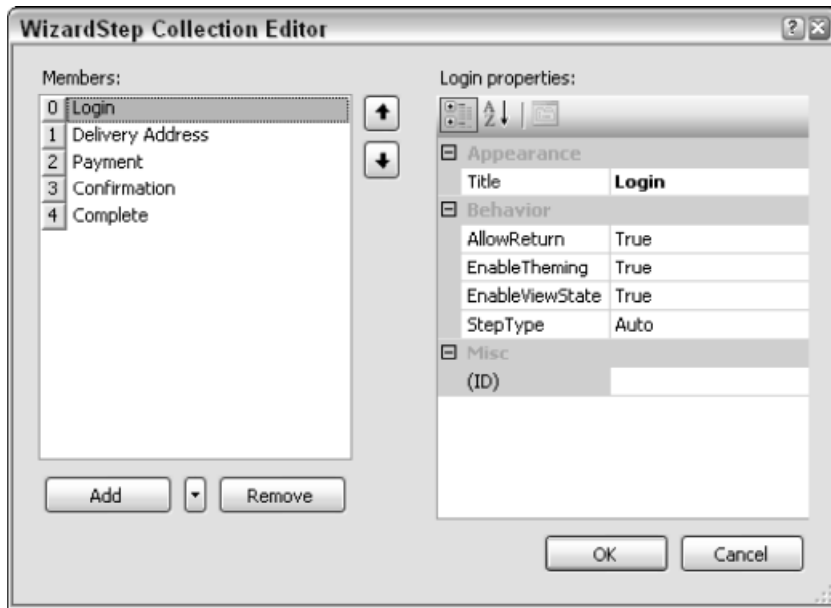 WizardStep Collection Editor
Members:
0 Login
1 Delivery Address
2 Payment
3 Confirmation
4 Complete
Add
Remove
Login properties:
Appearance
Title Login
Behavior
AllowReturn True
EnableTheming True
EnableViewState True
StepType Auto
Misc
(ID)
OK
Cancel